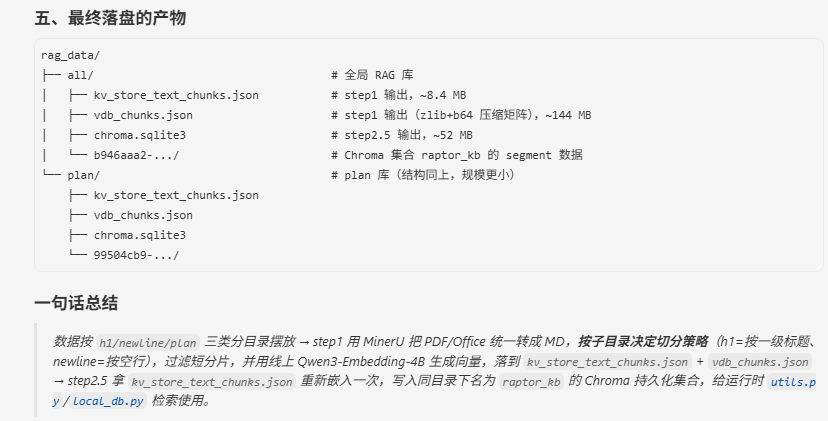 五、最终落盘的产物
rag_data/
├── all/ # 全局 RAG 库
│ ├── kv_store_text_chunks.json # step1 输出，~8.4 MB
│ ├── vdb_chunks.json # step1 输出（zlib+b64 压缩矩阵），~144 MB
│ ├── chroma.sqlite3 # step2.5 输出，~52 MB
│ └── b946aaa2-.../ # Chroma 集合 raptor_kb 的 segment 数据
└── plan/ # plan 库（结构同上，规模更小）
├── kv_store_text_chunks.json
├── vdb_chunks.json
├── chroma.sqlite3
└── 99504cb9-.../
一句话总结
数据按 h1/newline/plan 三类分目录摆放 → step1 用 MinerU 把 PDF/Office 统一转成 MD，按子目录决定切分策略（h1=按一级标题、
newline=按空行），过滤短分片，并用线上 Qwen3-Embedding-4B 生成向量，落到 kv_store_text_chunks.json + vdb_chunks.json
→ step2.5 拿 kv_store_text_chunks.json 重新嵌入一次，写入同目录下名为 raptor_kb 的 Chroma 持久化集合，给运行时 utils.p
y / local_db.py 检索使用。